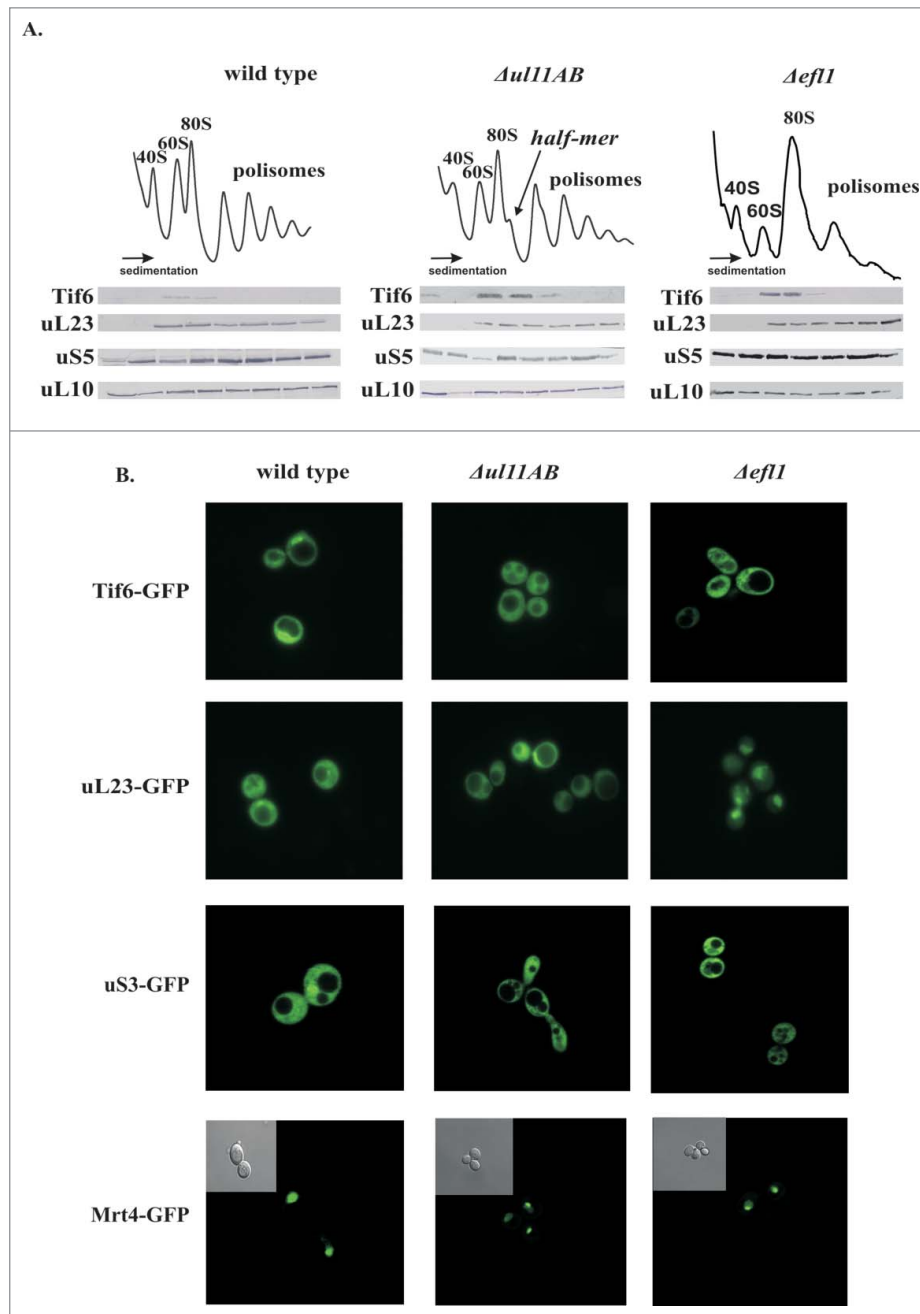 A.
wild type
Δul11AB
Δefl1
40S
60S
80S
polisomes
sedimentation
40S
60S
80S
half-mer
polisomes
sedimentation
40S
60S
80S
polisomes
sedimentation
Tif6
uL23
uS5
uL10
Tif6
uL23
uS5
uL10
Tif6
uL23
uS5
uL10
B.
wild type
Δul11AB
Δefl1
Tif6-GFP
uL23-GFP
uS3-GFP
Mrt4-GFP